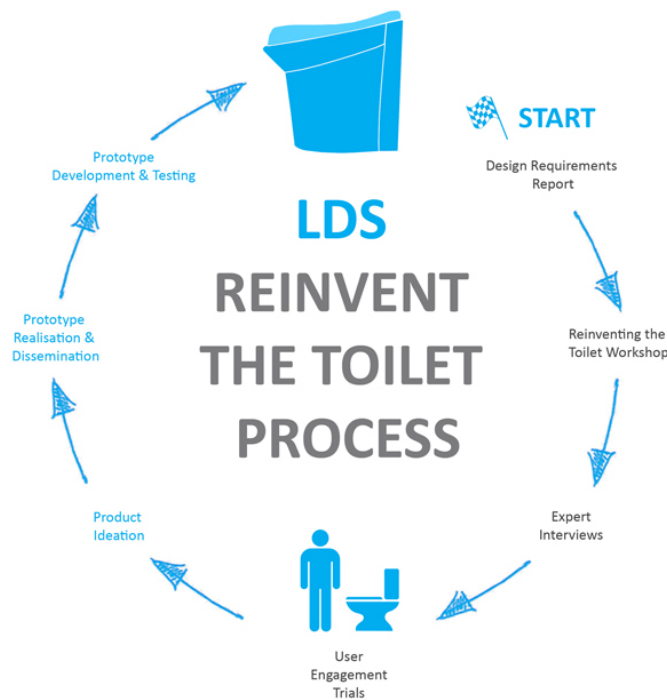 START
Design Requirements
Report
Reinventing the
Toilet Workshop
Expert
Interviews
User
Engagement
Trials
Product
Ideation
Prototype
Realisation &
Dissemination
Prototype
Development & Testing
LDS
REINVENT
THE TOILET
PROCESS